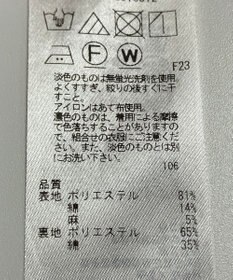 F
W
F23
淡色のものは無蛍光洗剤を使用。
よくすすぎ、絞りの後すぐに干
すこと。
アイロンはあて布使用。
濃色のものは、着用による摩擦
で色落ちすることがありますの
で、組合せの衣服にご注意くだ
さい。また、淡色のものとは別
にお洗い下さい。
106
品質
表地 ポリエステル 81%
綿 14%
麻 5%
裏地 ポリエステル 65%
綿 35%